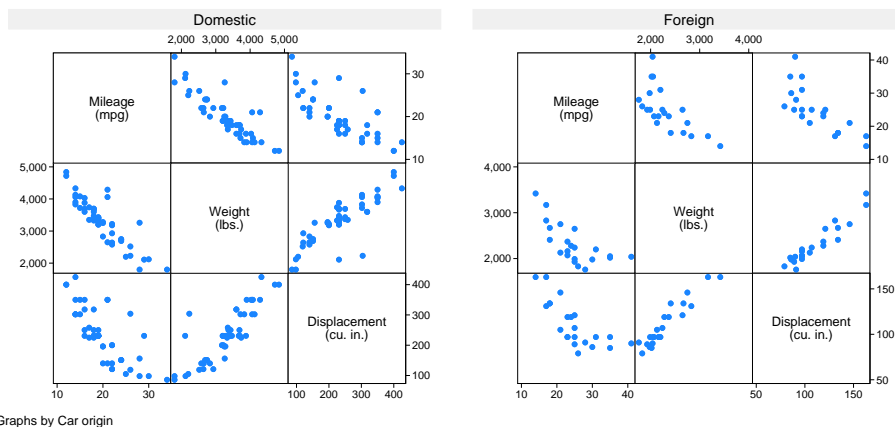 Domestic
Foreign
2,000 3,000 4,000 5,000
2,000 3,000 4,000
Mileage
(mpg)
30
20
10
Mileage
(mpg)
40
30
20
10
5,000
4,000
3,000
2,000
Weight
(lbs.)
4,000
3,000
2,000
Weight
(lbs.)
Displacement
(cu. in.)
400
300
200
100
Displacement
(cu. in.)
150
100
50
10 20 30
100 200 300 400
10 20 30 40
50 100 150
Graphs by Car origin